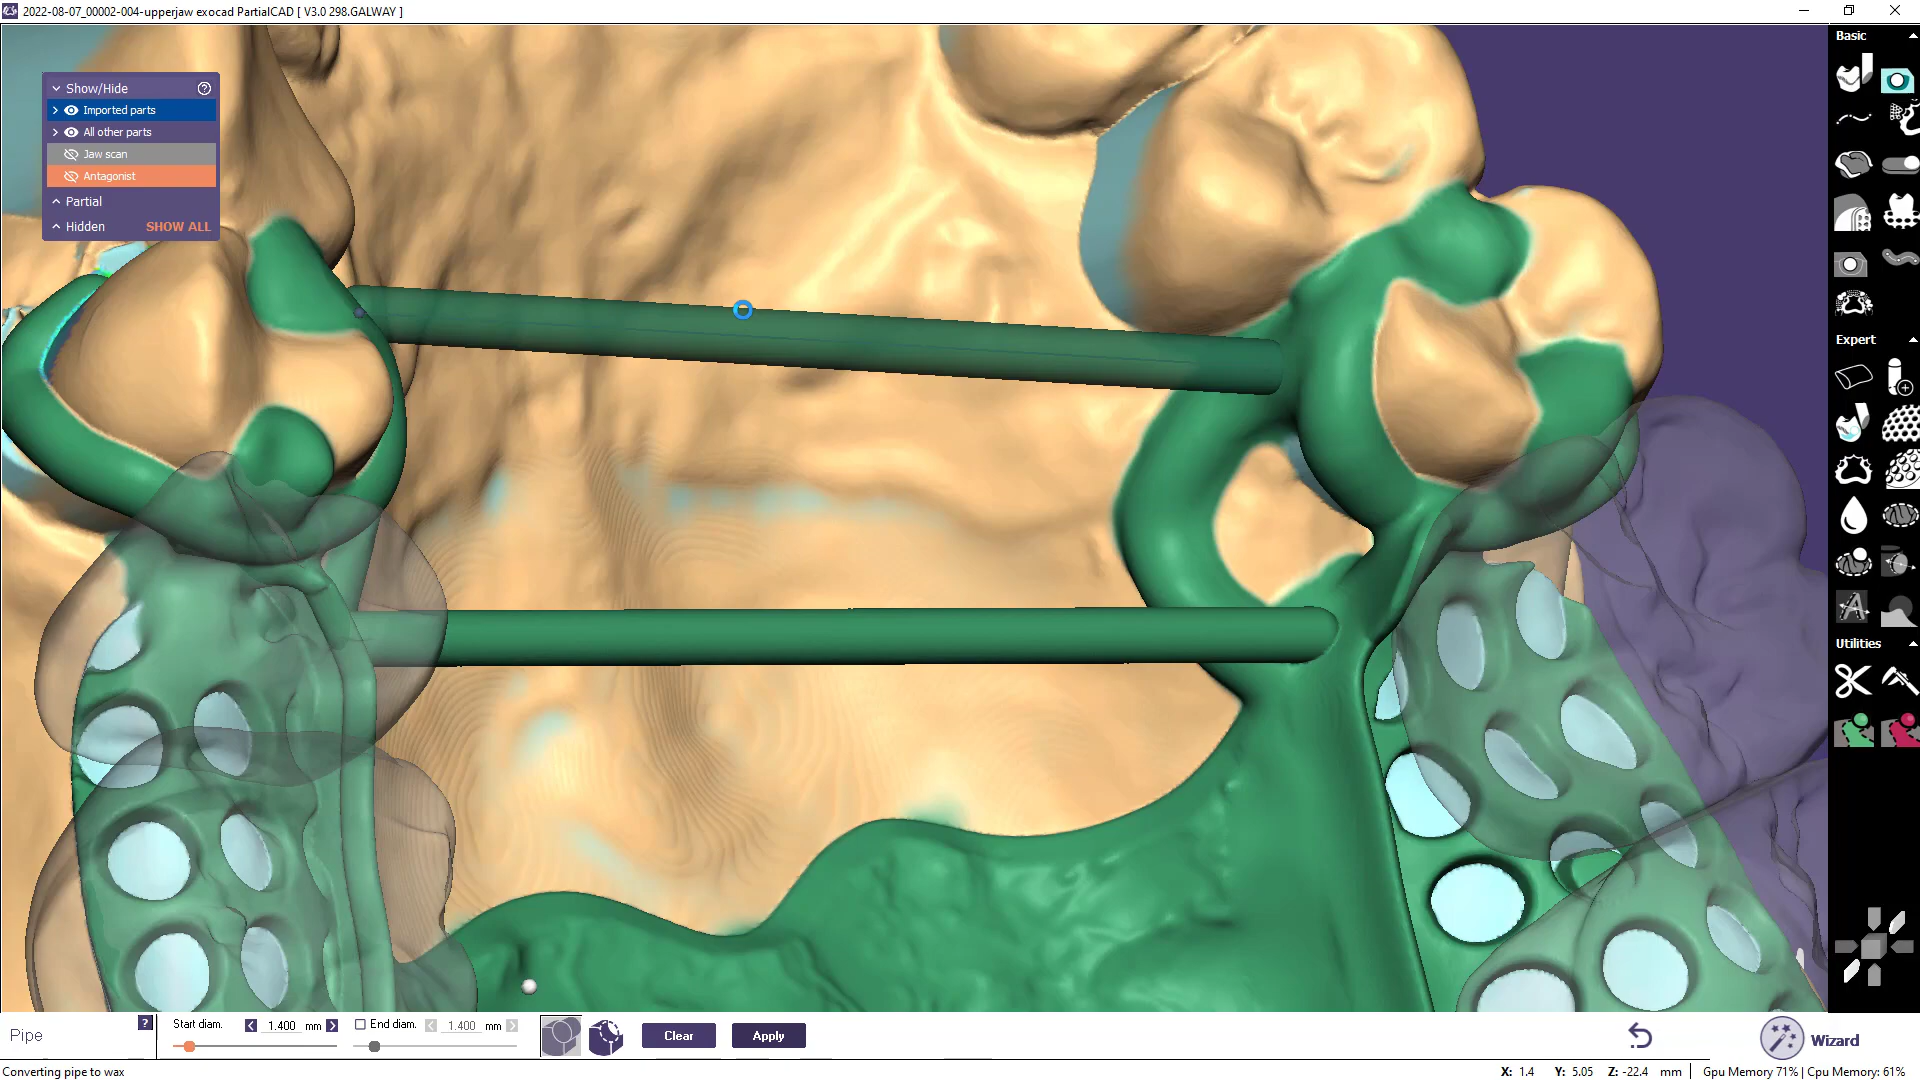 2022-08-07_00002-004-upperjaw exocad PartialCAD [ V3.0 298.GALWAY ]
Show/Hide ?
Imported parts
All other parts
Jaw scan
Antagonist
Partial
Hidden SHOW ALL
Basic
Expert
Utilities
Pipe ?
Start diam. 1.400 mm
End diam. 1.400 mm
Clear
Apply
Wizard
Converting pipe to wax
X: 1.4 Y: 5.05 Z: -22.4 mm
Gpu Memory 71% | Cpu Memory: 61%